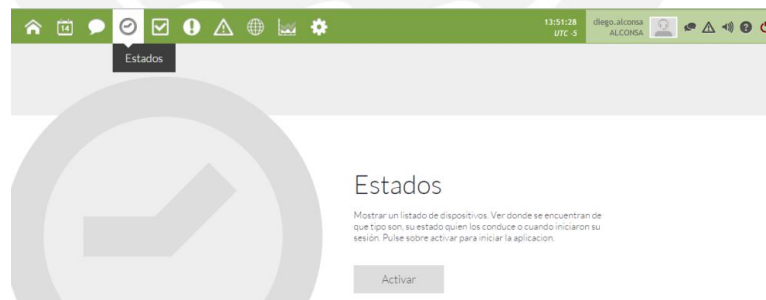 14
13:51:28
UTC -5
diego.alconsa
ALCONSA
Estados
Estados
Mostrar un listado de dispositivos. Ver donde se encuentran de
que tipo son, su estado quien los conduce o cuando iniciaron su
sesión. Pulse sobre activar para iniciar la aplicacion.
Activar